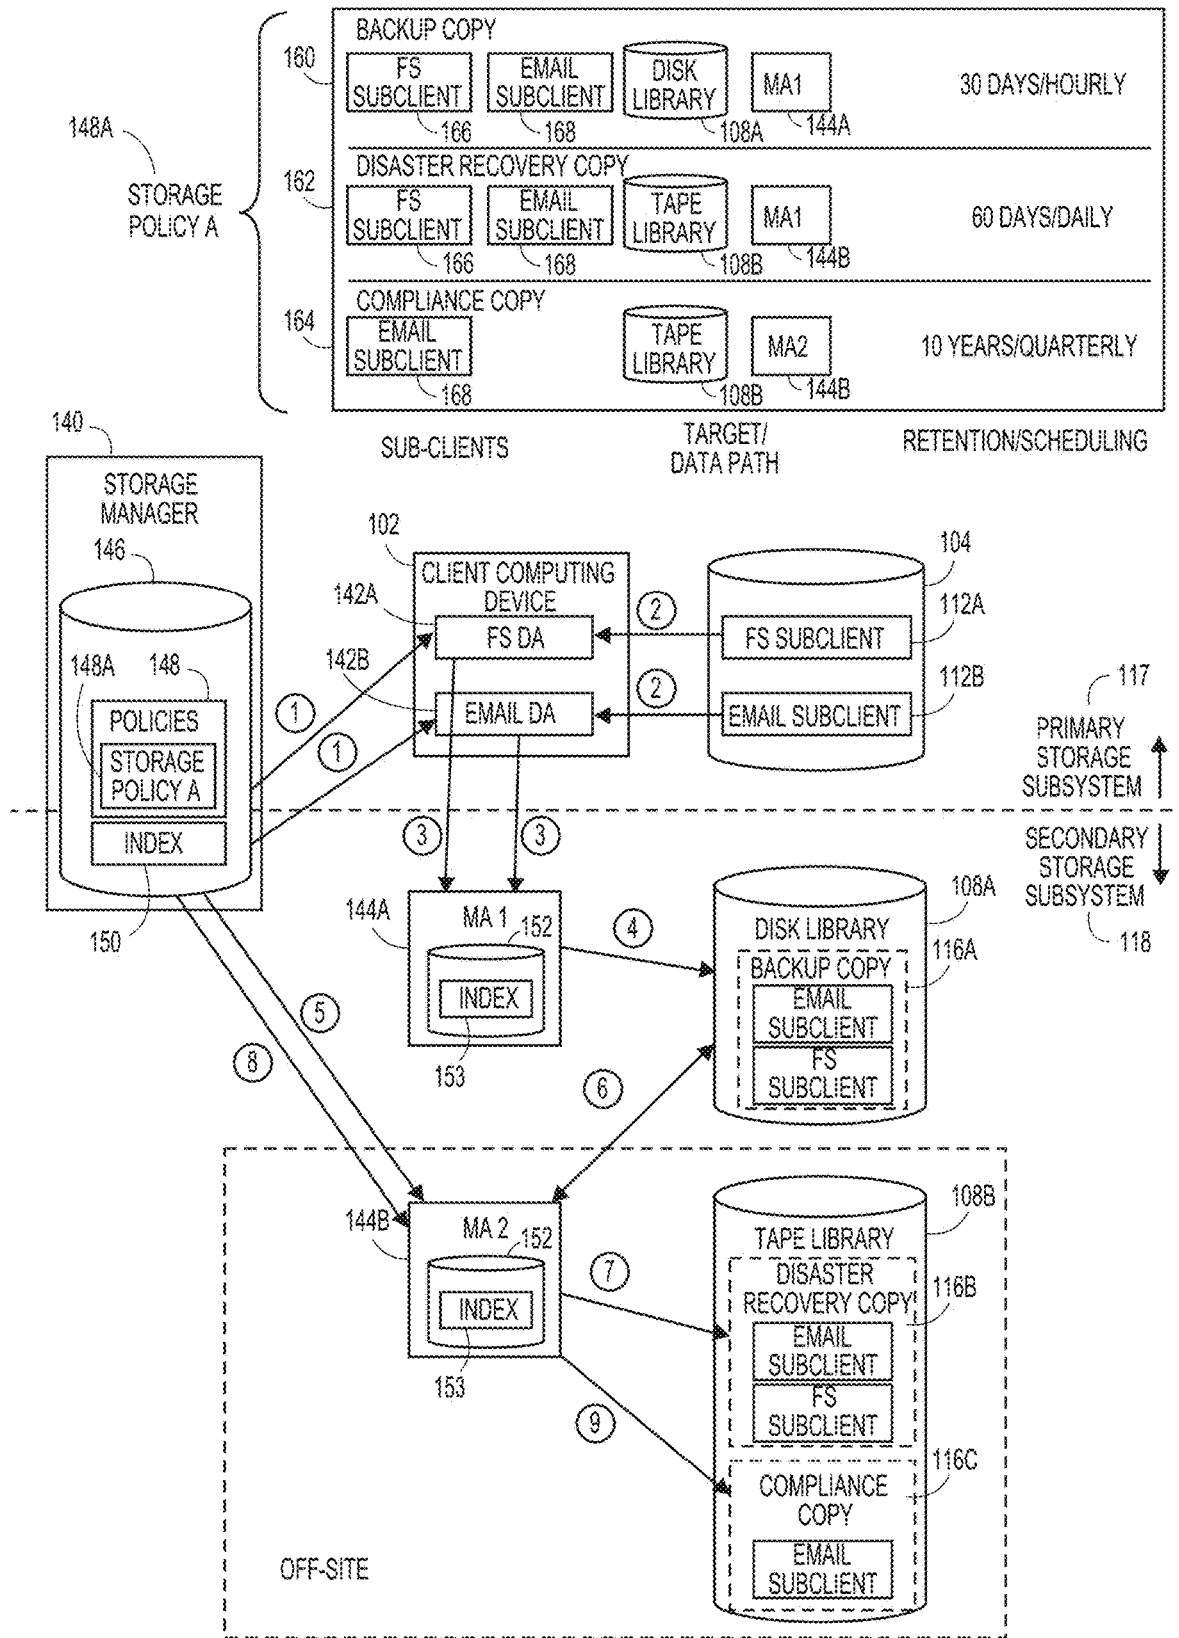 BACKUP COPY
160
FS
SUBCLIENT
166
EMAIL
SUBCLIENT
168
DISK
LIBRARY
108A
MA1
144A
30 DAYS/HOURLY
148A
STORAGE
POLICY A
DISASTER RECOVERY COPY
162
FS
SUBCLIENT
166
EMAIL
SUBCLIENT
168
TAPE
LIBRARY
108B
MA1
144B
60 DAYS/DAILY
COMPLIANCE COPY
164
EMAIL
SUBCLIENT
168
TAPE
LIBRARY
108B
MA2
144B
10 YEARS/QUARTERLY
SUB-CLIENTS
TARGET/
DATA PATH
RETENTION/SCHEDULING
140
STORAGE
MANAGER
146
148A
148
POLICIES
STORAGE
POLICY A
INDEX
150
102
CLIENT COMPUTING
DEVICE
142A
FS DA
142B
EMAIL DA
104
112A
FS SUBCLIENT
112B
EMAIL SUBCLIENT
1
1
2
2
117
PRIMARY
STORAGE
SUBSYSTEM
SECONDARY
STORAGE
SUBSYSTEM
118
3
3
144A
MA 1
152
INDEX
153
4
108A
DISK LIBRARY
116A
BACKUP COPY
EMAIL
SUBCLIENT
FS
SUBCLIENT
5
8
6
144B
MA 2
152
INDEX
153
7
9
108B
TAPE LIBRARY
DISASTER
RECOVERY COPY
116B
EMAIL
SUBCLIENT
FS
SUBCLIENT
116C
COMPLIANCE
COPY
EMAIL
SUBCLIENT
OFF-SITE